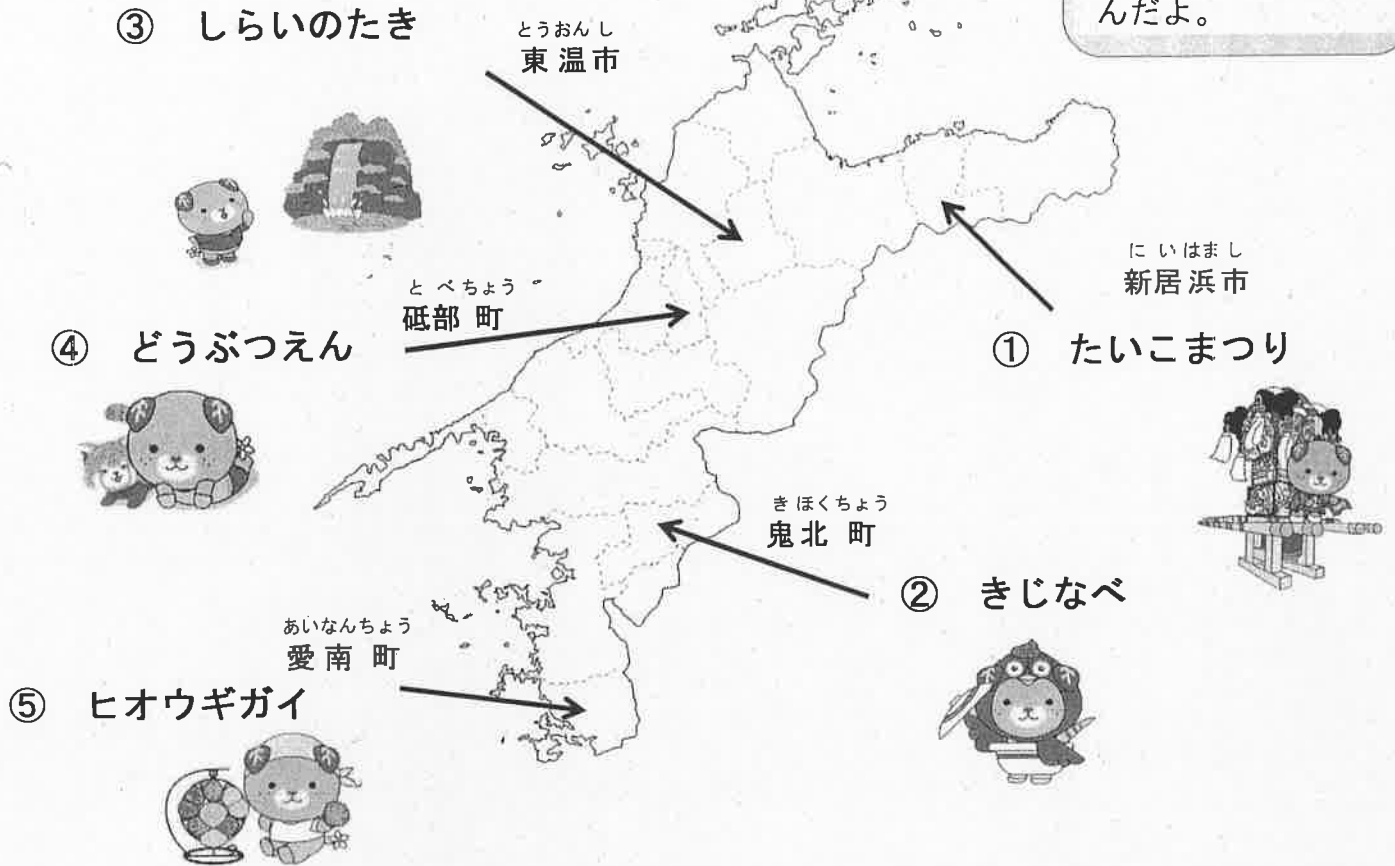 んだよ。
③ しらいのたき
とうおんし
東温市
にいはまし
新居浜市
① たいこまつり
とべちょう
砥部町
④ どうぶつえん
きほくちょう
鬼北町
② きじなべ
あいなんちょう
愛南町
⑤ ヒオウギガイ